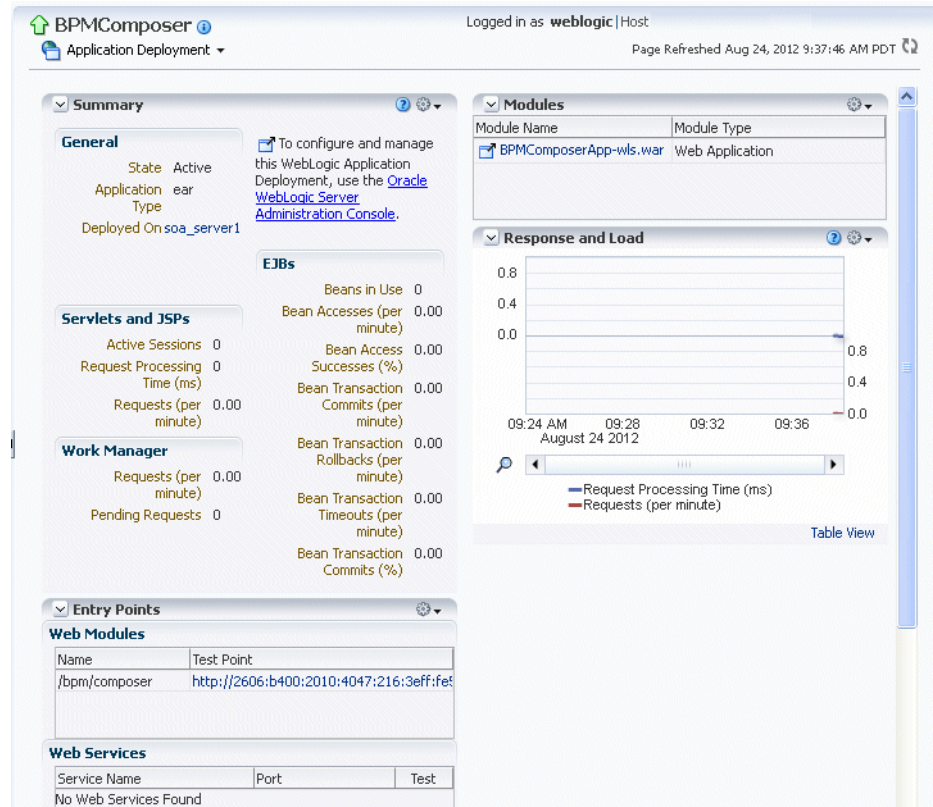 BPMComposer
Logged in as weblogic|Host
Application Deployment
Page Refreshed Aug 24, 2012 9:37:46 AM PDT
Summary
General
State Active
Application ear
Type
Deployed On soa_server1
To configure and manage
this WebLogic Application
Deployment, use the Oracle
WebLogic Server
Administration Console.
Servlets and JSPs
Active Sessions 0
Request Processing 0
Time (ms)
Requests (per 0.00
minute)
Work Manager
Requests (per 0.00
minute)
Pending Requests 0
EJBs
Beans in Use 0
Bean Accesses (per 0.00
minute)
Bean Access 0.00
Successes (%)
Bean Transaction 0.00
Commits (per
minute)
Bean Transaction 0.00
Rollbacks (per
minute)
Bean Transaction 0.00
Timeouts (per
minute)
Bean Transaction 0.00
Commits (%)
Entry Points
Web Modules
Name Test Point
/bpm/composer http://2606:b400:2010:4047:216:3eff:fe5
Web Services
Service Name Port Test
No Web Services Found
Modules
Module Name Module Type
BPMComposerApp-wls.war Web Application
Response and Load
0.8
0.4
0.0
0.8
0.4
0.0
09:24 AM 09:28 09:32 09:36
August 24 2012
Request Processing Time (ms)
Requests (per minute)
Table View